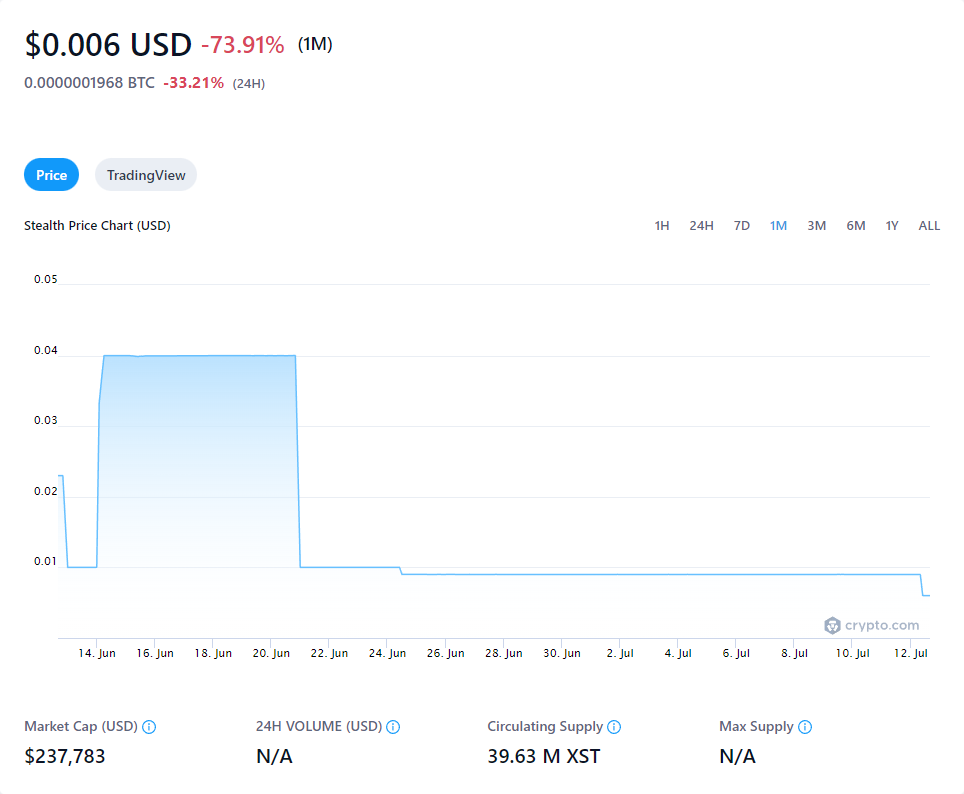 $0.006 USD -73.91% (1M)
0.0000001968 BTC -33.21% (24H)
Price TradingView
Stealth Price Chart (USD)
1H 24H 7D 1M 3M 6M 1Y ALL
0.05
0.04
0.03
0.02
0.01
crypto.com
14. Jun 16. Jun 18. Jun 20. Jun 22. Jun 24. Jun 26. Jun 28. Jun 30. Jun 2. Jul 4. Jul 6. Jul 8. Jul 10. Jul 12. Jul
Market Cap (USD) 24H VOLUME (USD) Circulating Supply Max Supply
$237,783 N/A 39.63 M XST N/A